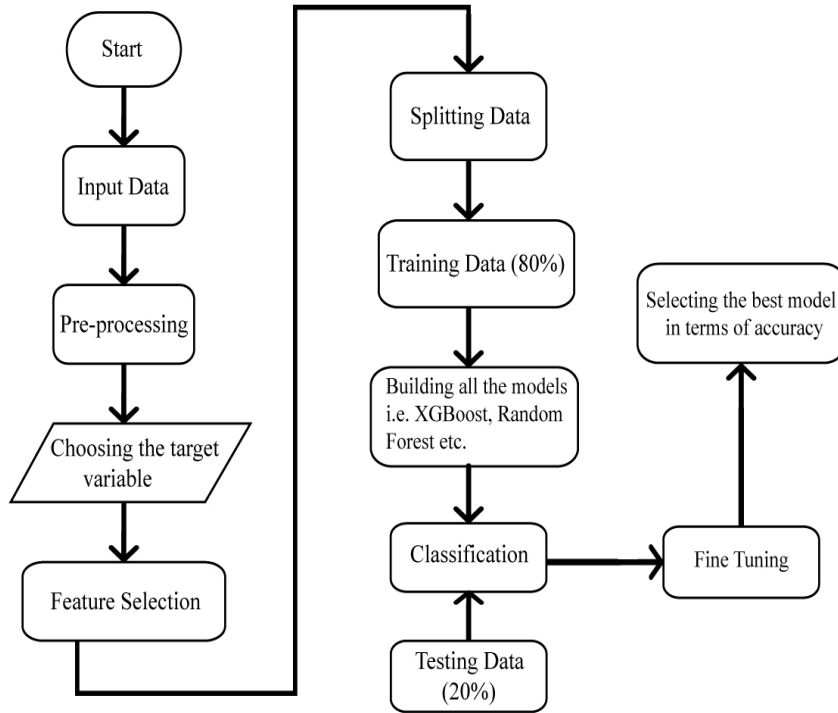 Start
Input Data
Pre-processing
Choosing the target
variable
Feature Selection
Splitting Data
Training Data (80%)
Building all the models
i.e. XGBoost, Random
Forest etc.
Classification
Testing Data
(20%)
Fine Tuning
Selecting the best model
in terms of accuracy